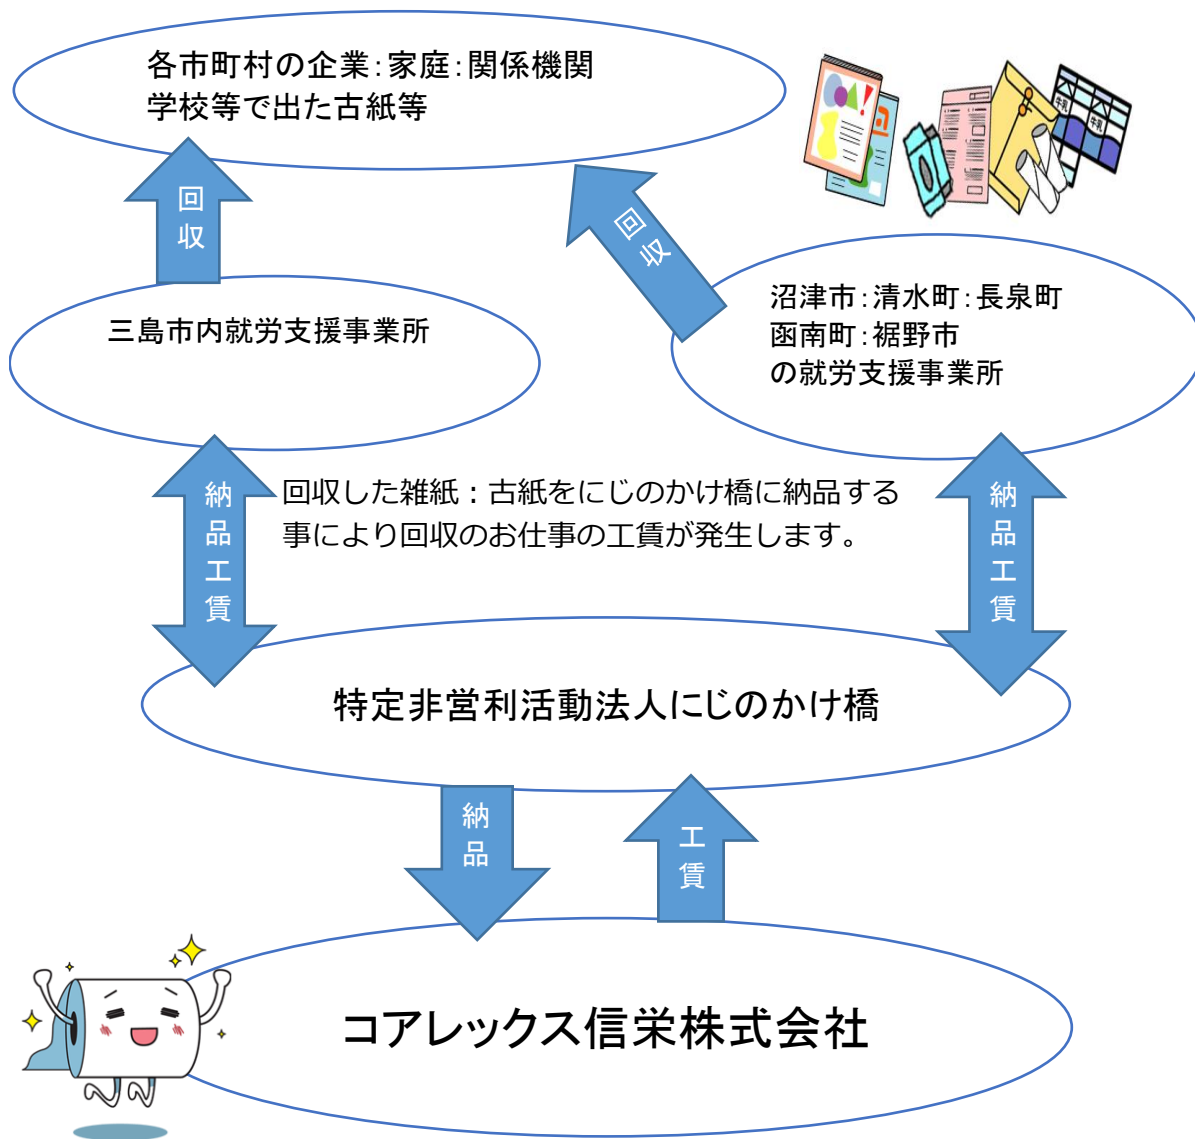 各市町村の企業：家庭：関係機関
学校等で出た古紙等
牛乳
牛乳
回収
回収
三島市内就労支援事業所
沼津市：清水町：長泉町
函南町：裾野市
の就労支援事業所
納品工賃
回収した雑紙：古紙をにじのかけ橋に納品する
事により回収のお仕事の工賃が発生します。
納品工賃
特定非営利活動法人にじのかけ橋
納品
工賃
コアレックス信栄株式会社